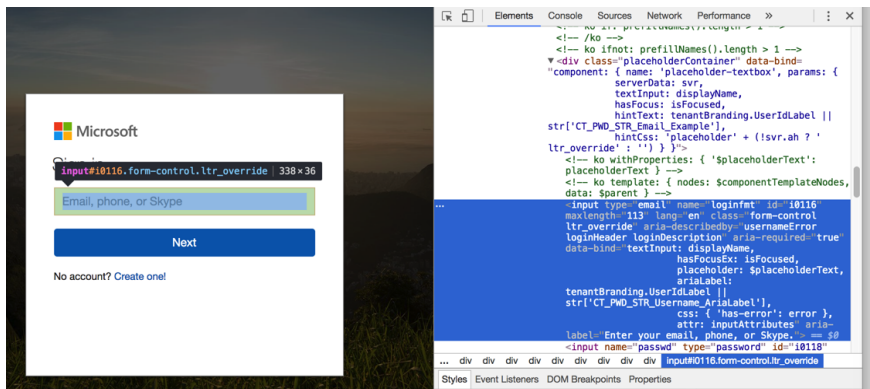 Microsoft
Sign in
input#i0116.form-control.ltr_override | 338 × 36
Email, phone, or Skype
Next
No account? Create one!
Elements Console Sources Network Performance »
<!-- ko if: prefillNames().length > 1 -->
<!-- /ko -->
<!-- ko ifnot: prefillNames().length > 1 -->
▼<div class="placeholderContainer" data-bind=
"component: { name: 'placeholder-textbox', params: {
serverData: svr,
textInput: displayName,
hasFocus: isFocused,
hintText: tenantBranding.UserIdLabel ||
str['CT_PWD_STR_Email_Example'],
hintCss: 'placeholder' + (!svr.ah ? '
ltr_override' : '') } }">
<!-- ko withProperties: { '$placeholderText':
placeholderText } -->
<!-- ko template: { nodes: $componentTemplateNodes,
data: $parent } -->
... <input type="email" name="loginfmt" id="i0116"
maxlength="113" lang="en" class="form-control
ltr_override" aria-describedby="usernameError
loginHeader loginDescription" aria-required="true"
data-bind="textInput: displayName,
hasFocusEx: isFocused,
placeholder: $placeholderText,
ariaLabel:
tenantBranding.UserIdLabel ||
str['CT_PWD_STR_Username_AriaLabel'],
css: { 'has-error': error },
attr: inputAttributes" aria-
label="Enter your email, phone, or Skype."> == $0
<input name="passwd" type="password" id="i0118"
... div div div div div div div div div input#i0116.form-control.ltr_override
Styles Event Listeners DOM Breakpoints Properties